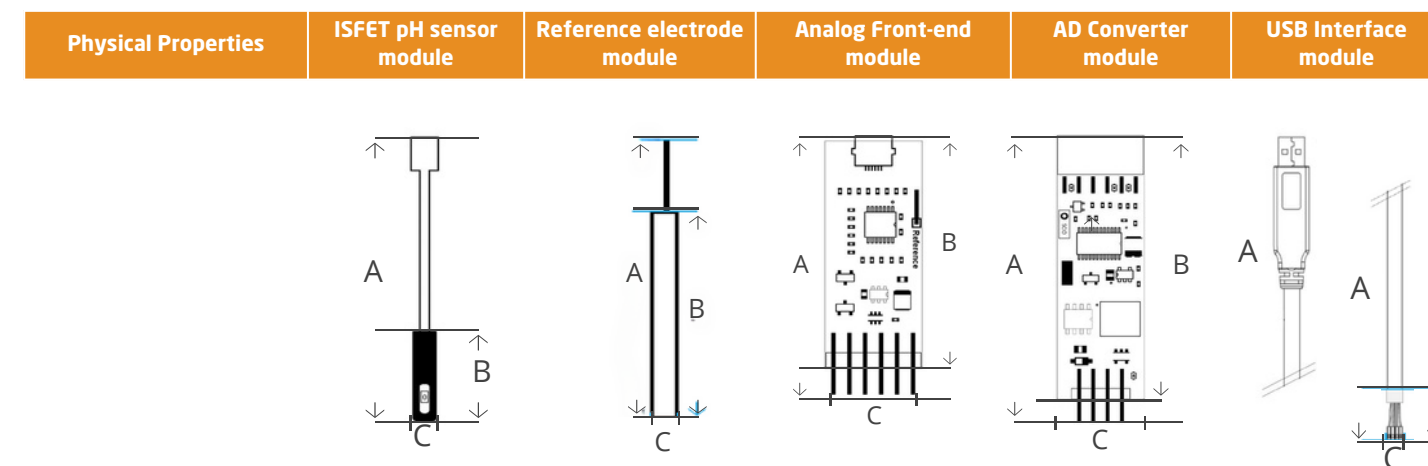 Physical Properties
ISFET pH sensor
module
Reference electrode
module
Analog Front-end
module
AD Converter
module
USB Interface
module
A
B
C
A
B
C
A
B
Reference
C
A
B
C
A
A
C